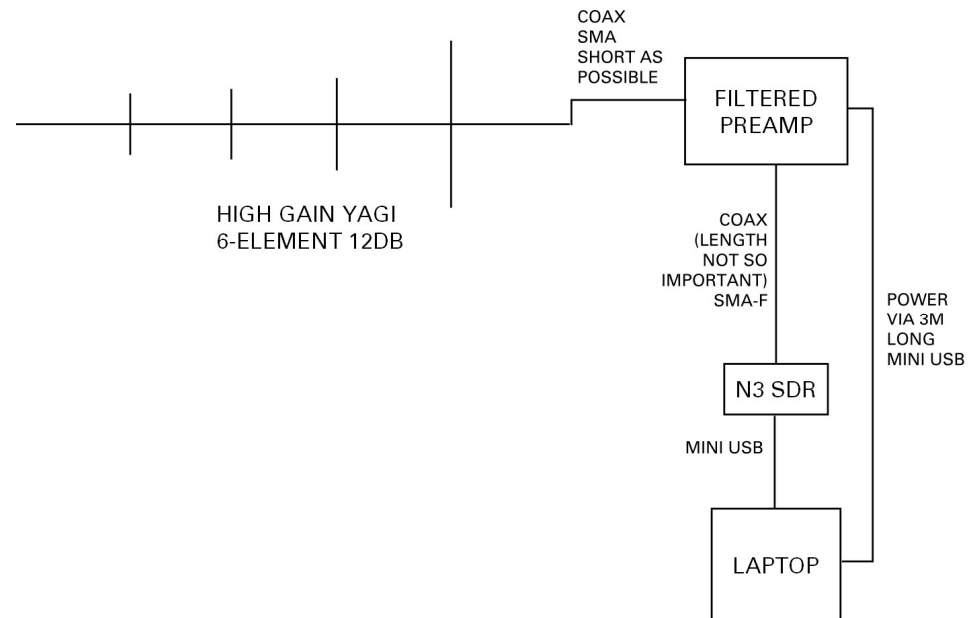 COAX
SMA
SHORT AS
POSSIBLE
FILTERED
PREAMP
HIGH GAIN YAGI
6-ELEMENT 12DB
COAX
(LENGTH
NOT SO
IMPORTANT)
SMA-F
POWER
VIA 3M
LONG
MINI USB
N3 SDR
MINI USB
LAPTOP